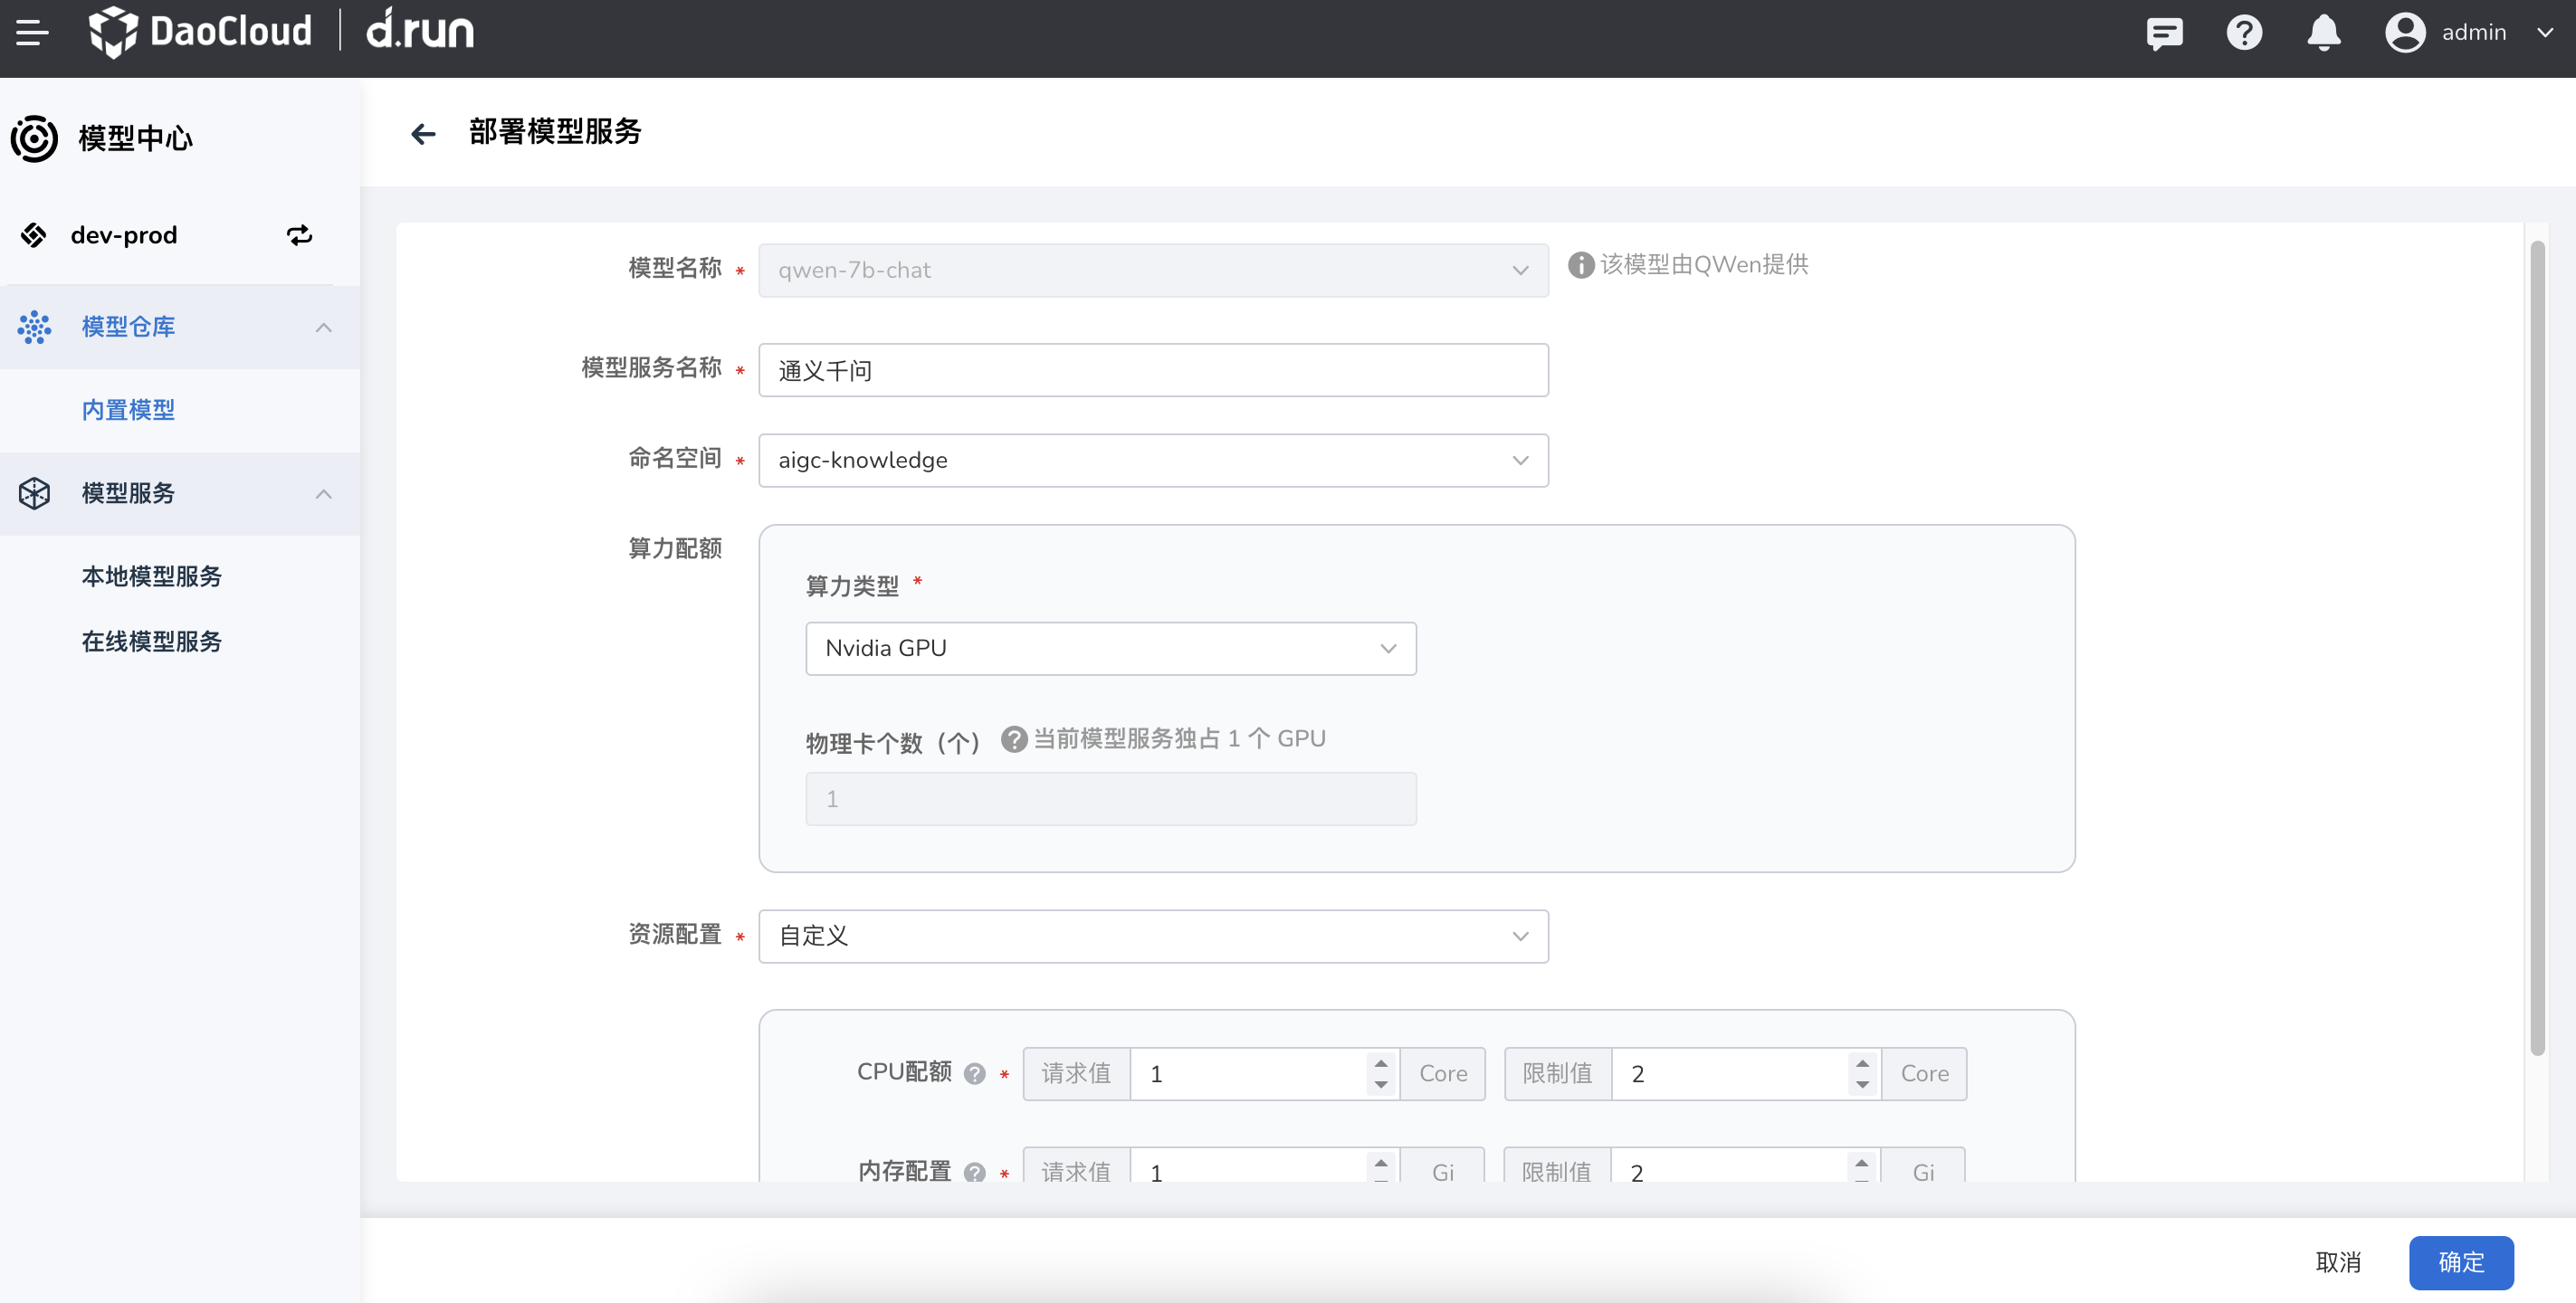 DaoCloud | d.run
admin
模型中心
dev-prod
模型仓库
内置模型
模型服务
本地模型服务
在线模型服务
部署模型服务
模型名称 * qwen-7b-chat 该模型由QWen提供
模型服务名称 * 通义千问
命名空间 * aigc-knowledge
算力配额
算力类型 *
Nvidia GPU
物理卡个数（个） 当前模型服务独占 1 个 GPU
1
资源配置 * 自定义
CPU配额 * 请求值 1 Core 限制值 2 Core
内存配置 * 请求值 1 Gi 限制值 2 Gi
取消 确定